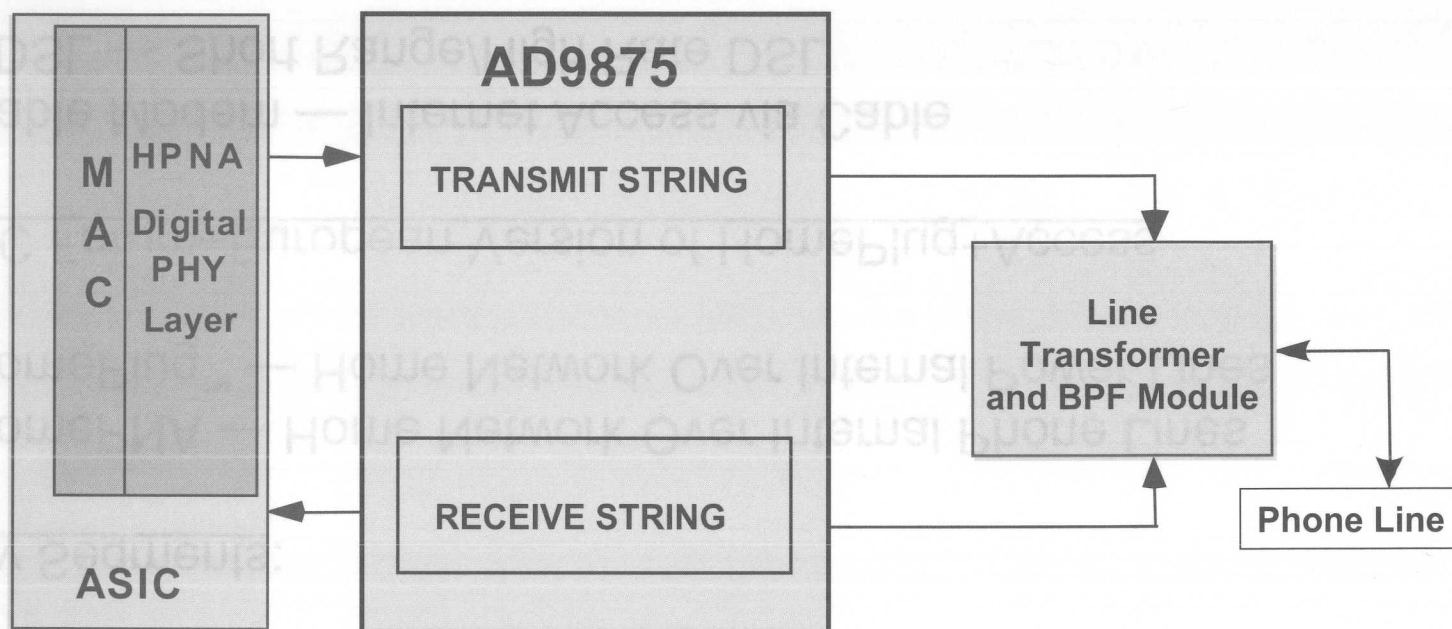 AD9875
M A C
HPNA
Digital
PHY
Layer
ASIC
TRANSMIT STRING
RECEIVE STRING
Line
Transformer
and BPF Module
Phone Line